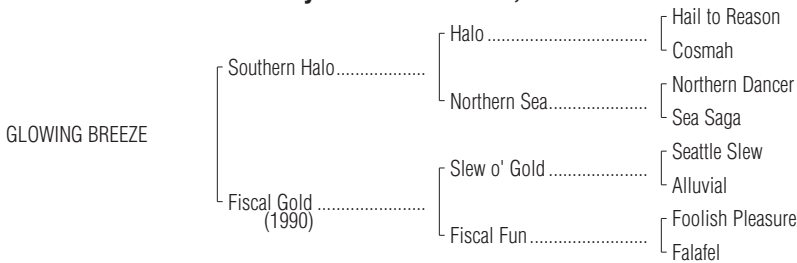 Hail to Reason
Halo ..................................
Cosmah
Southern Halo...................
Northern Dancer
Northern Sea.....................
Sea Saga
GLOWING BREEZE
Seattle Slew
Slew o' Gold .....................
Alluvial
Fiscal Gold .......................
(1990)
Foolish Pleasure
Fiscal Fun.........................
Falafel